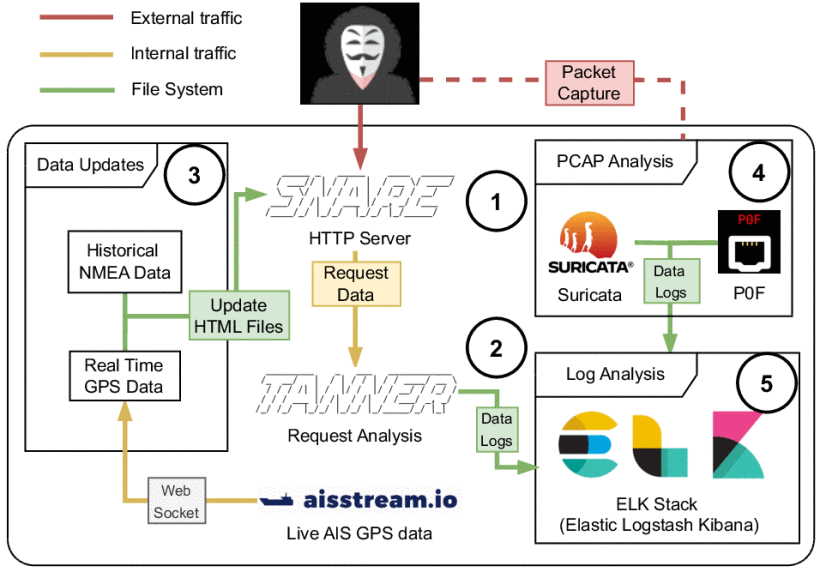 External traffic
Internal traffic
File System
Packet
Capture
Data Updates
3
SNARE
HTTP Server
1
PCAP Analysis
4
Historical
NMEA Data
Update
HTML Files
Request
Data
SURICATA®
Suricata
Data
Logs
P0F
P0F
Real Time
GPS Data
2
TANNER
Request Analysis
Data
Logs
Log Analysis
5
ELK Stack
(Elastic Logstash Kibana)
Web
Socket
aisstream.io
Live AIS GPS data